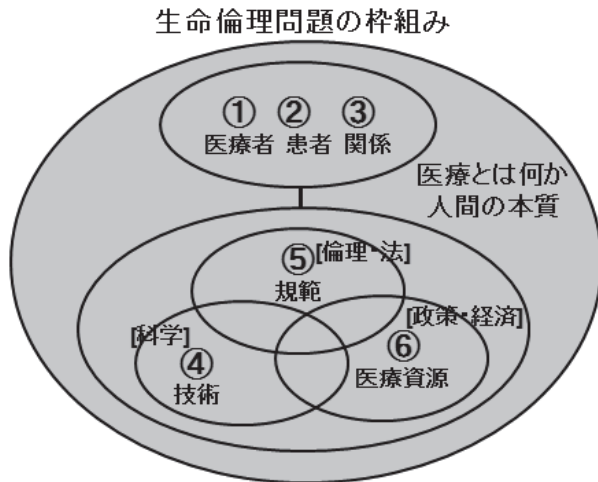 生命倫理問題の枠組み
① ② ③
医療者 患者 関係
医療とは何か
人間の本質
⑤ [倫理・法]
規範
[科学]
④
技術
[政策・経済]
⑥
医療資源